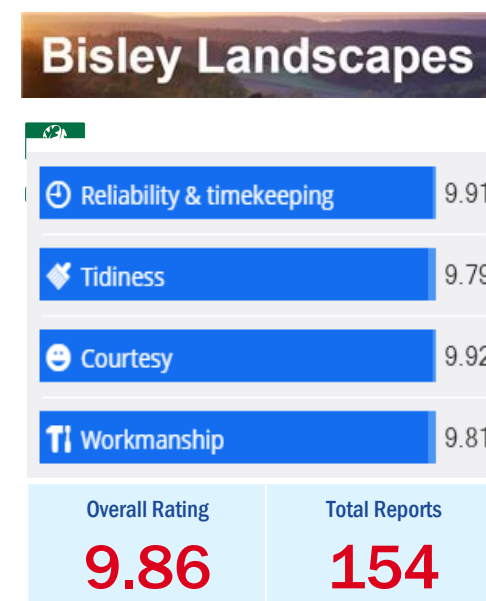 Bisley Landscapes
Reliability & timekeeping 9.91
Tidiness 9.79
Courtesy 9.92
Workmanship 9.81
Overall Rating Total Reports
9.86 154